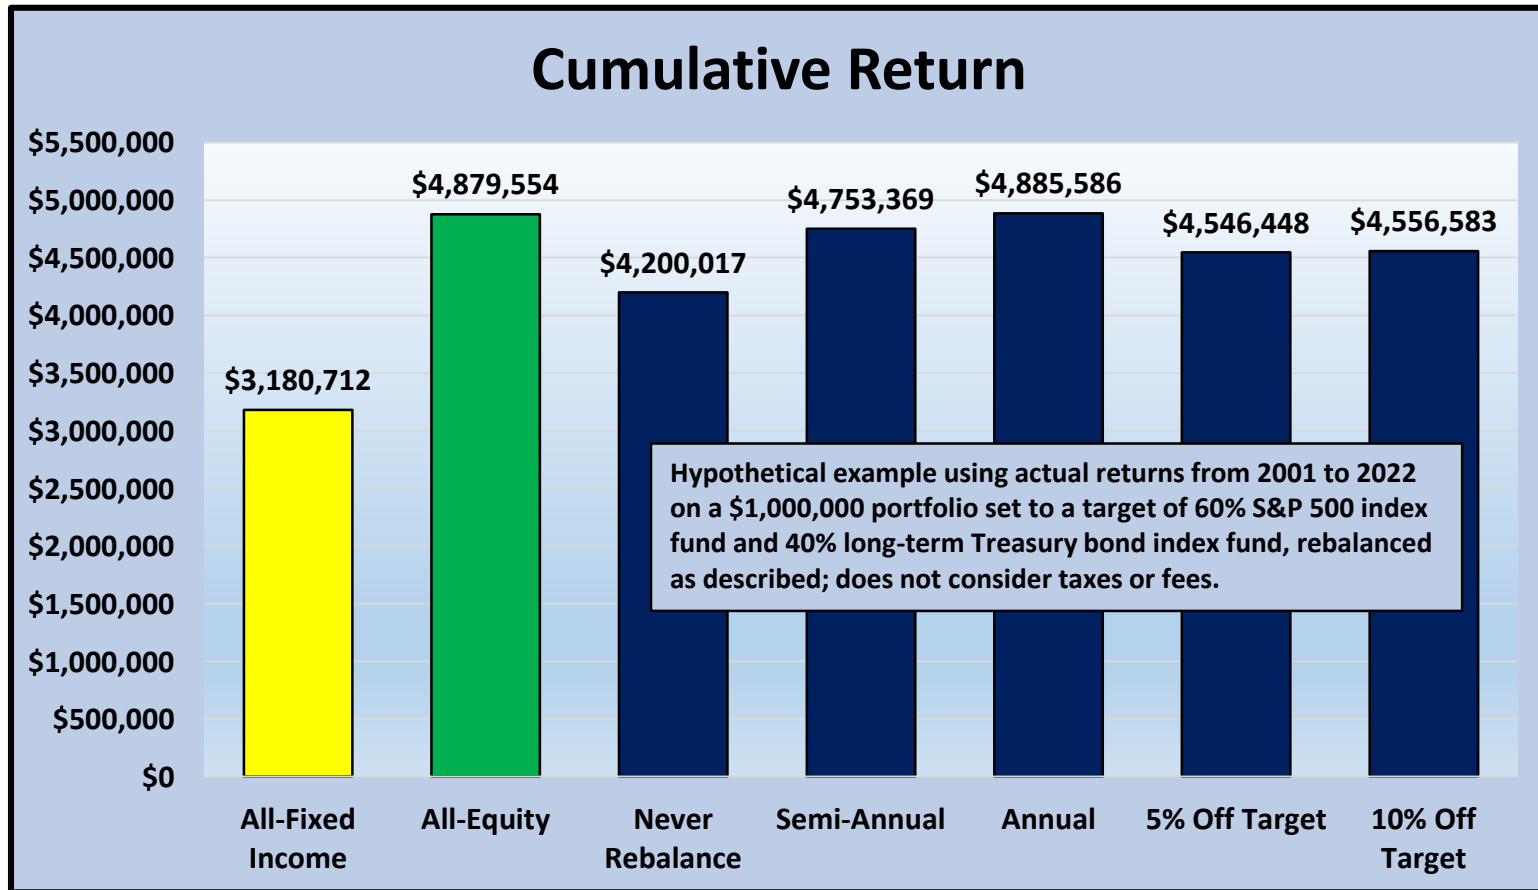 Cumulative Return
$5,500,000
$5,000,000
$4,500,000
$4,000,000
$3,500,000
$3,000,000
$2,500,000
$2,000,000
$1,500,000
$1,000,000
$500,000
$0
$3,180,712
$4,879,554
$4,200,017
$4,753,369
$4,885,586
$4,546,448
$4,556,583
Hypothetical example using actual returns from 2001 to 2022
on a $1,000,000 portfolio set to a target of 60% S&P 500 index
fund and 40% long-term Treasury bond index fund, rebalanced
as described; does not consider taxes or fees.
All-Fixed
Income
All-Equity
Never
Rebalance
Semi-Annual
Annual
5% Off Target
10% Off
Target